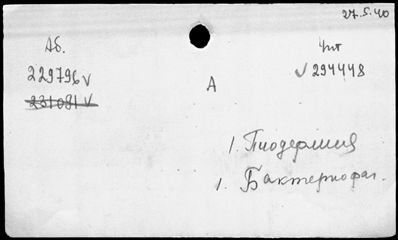 27.5.40
Аб. Чит
229796 v √ 294448
231081 v
А
1. Пиодермия
1. Бактериофаг.